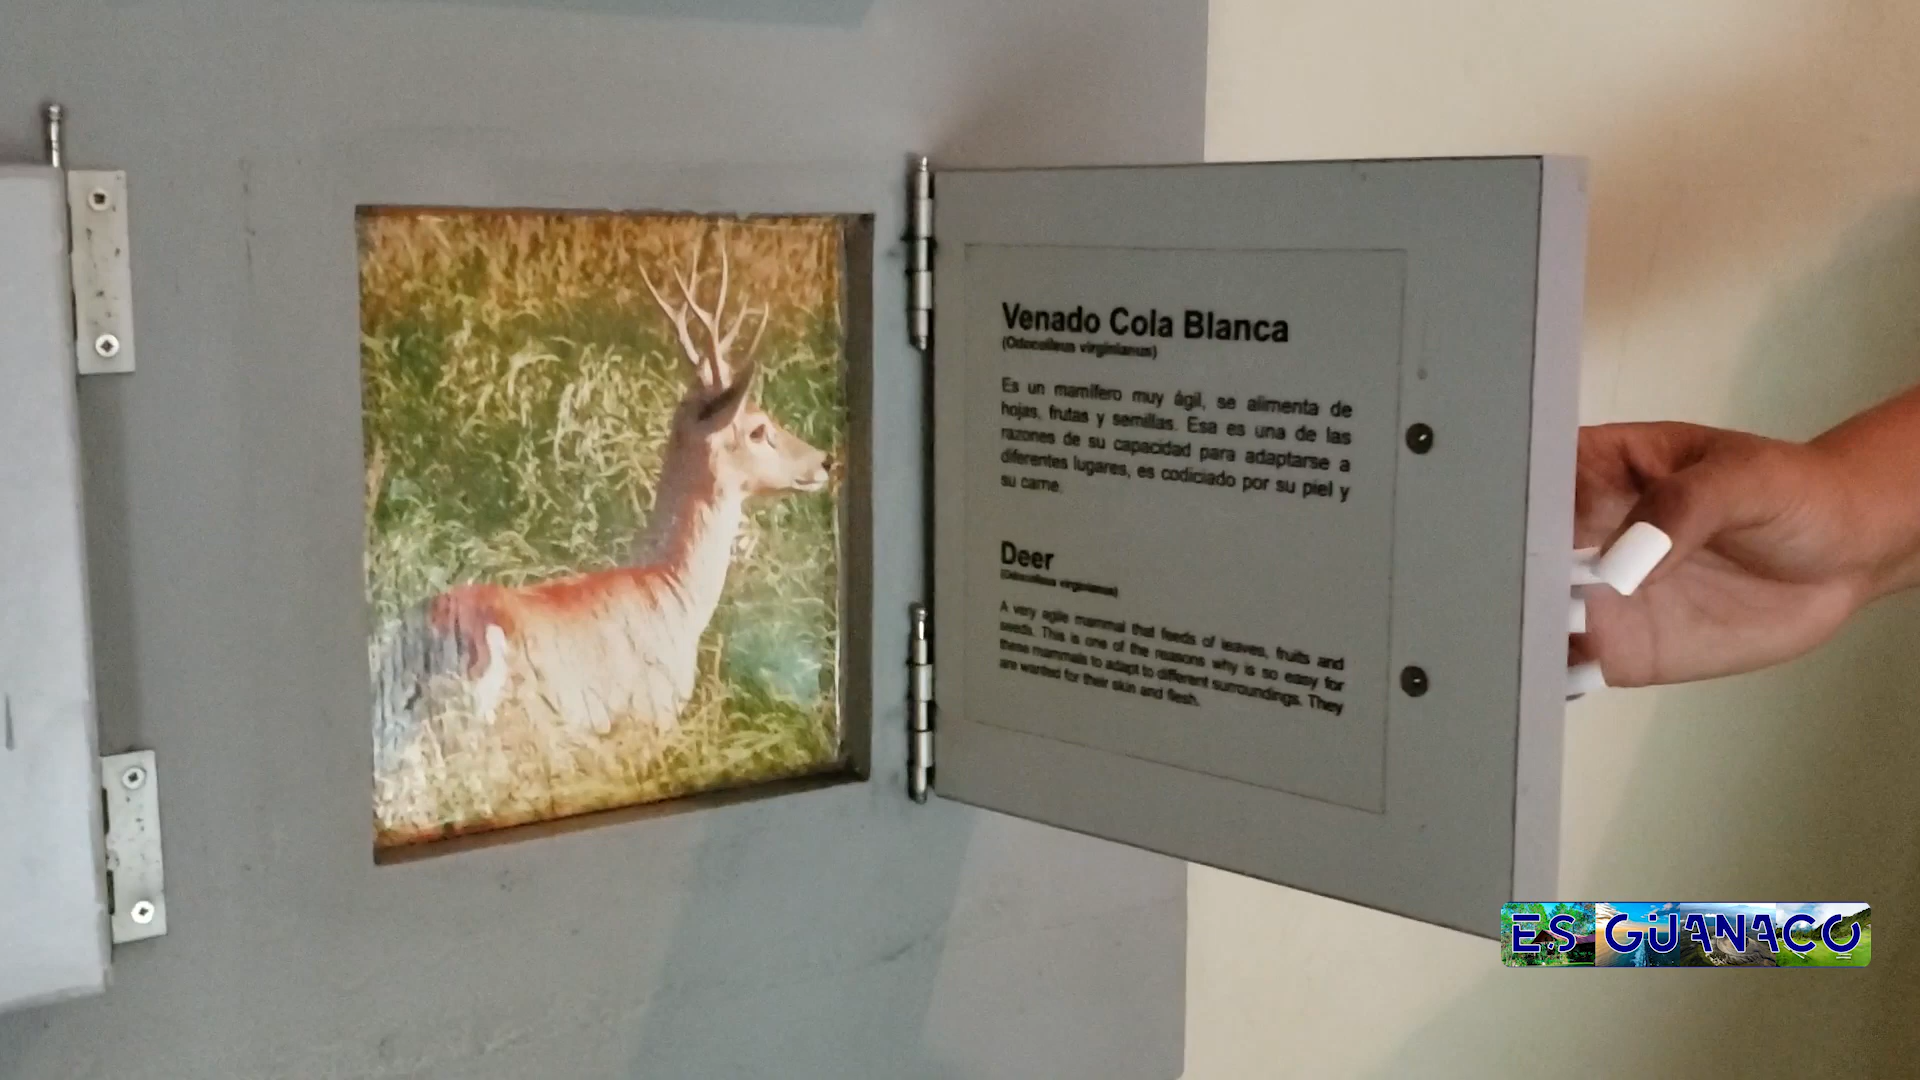 Venado Cola Blanca
(Odocoileus virginianus)
Es un mamífero muy ágil, se alimenta de
hojas, frutas y semillas. Esa es una de las
razones de su capacidad para adaptarse a
diferentes lugares, es codiciado por su piel y
su carne.
Deer
(Odocoileus virginianus)
A very agile mammal that feeds of leaves, fruits and
seeds. This is one of the reasons why is so easy for
these mammals to adapt to different surroundings. They
are wanted for their skin and flesh.
ES GUANACO